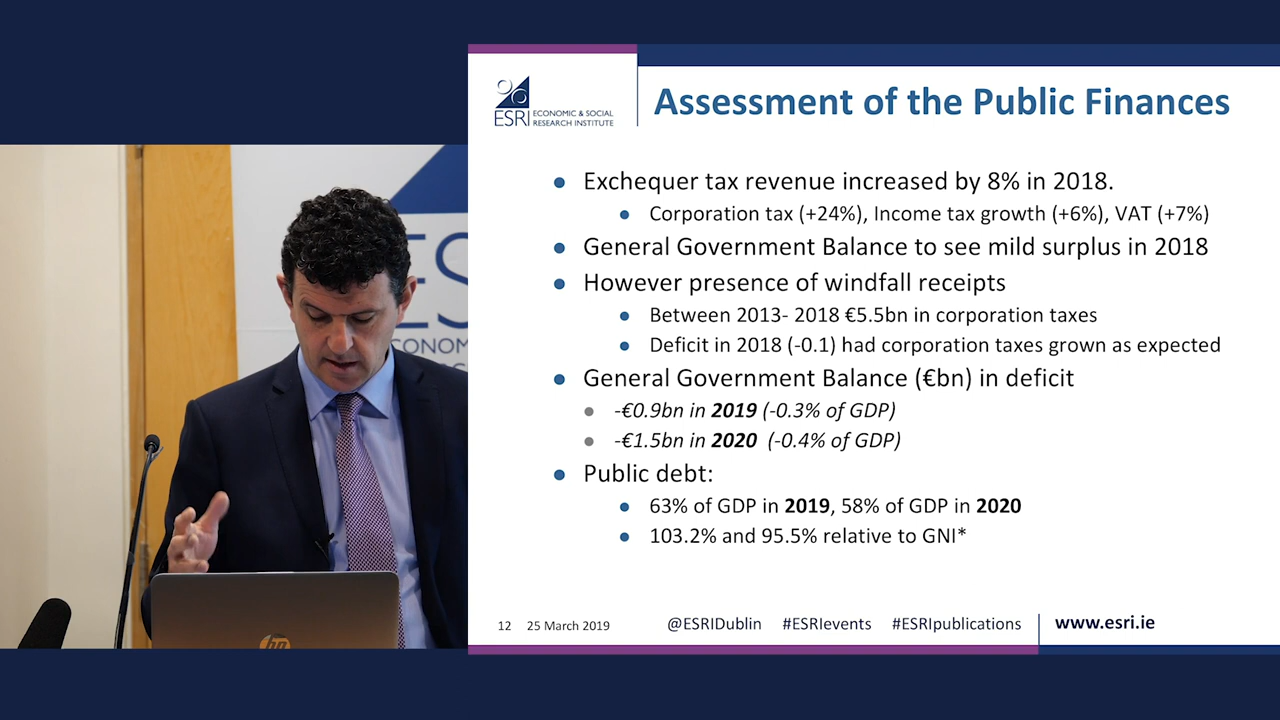 ESRI
ECONOMIC & SOCIAL
RESEARCH INSTITUTE
Assessment of the Public Finances
Exchequer tax revenue increased by 8% in 2018.
Corporation tax (+24%), Income tax growth (+6%), VAT (+7%)
General Government Balance to see mild surplus in 2018
However presence of windfall receipts
Between 2013- 2018 €5.5bn in corporation taxes
Deficit in 2018 (-0.1) had corporation taxes grown as expected
General Government Balance (€bn) in deficit
-€0.9bn in 2019 (-0.3% of GDP)
-€1.5bn in 2020 (-0.4% of GDP)
Public debt:
63% of GDP in 2019, 58% of GDP in 2020
103.2% and 95.5% relative to GNI*
12 25 March 2019 @ESRIDublin #ESRIevents #ESRIpublications www.esri.ie
hp